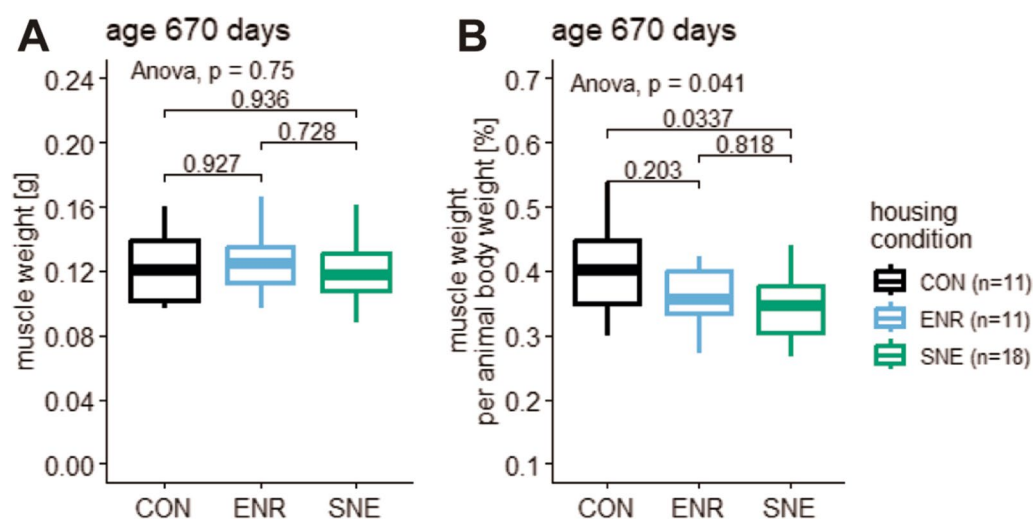 A
age 670 days
Anova, p = 0.75
0.936
0.728
0.927
muscle weight [g]
0.24
0.20
0.16
0.12
0.08
0.04
0.00
CON
ENR
SNE
B
age 670 days
Anova, p = 0.041
0.0337
0.818
0.203
muscle weight
per animal body weight [%]
0.7
0.6
0.5
0.4
0.3
0.2
0.1
CON
ENR
SNE
housing
condition
CON (n=11)
ENR (n=11)
SNE (n=18)